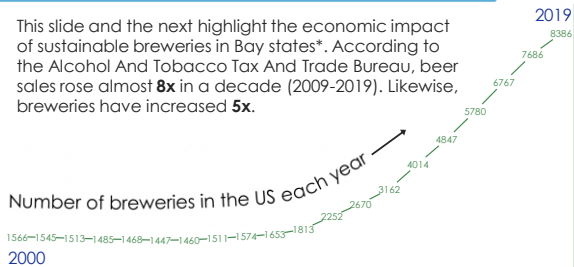 This slide and the next highlight the economic impact
of sustainable breweries in Bay states*. According to
the Alcohol And Tobacco Tax And Trade Bureau, beer
sales rose almost 8x in a decade (2009-2019). Likewise,
breweries have increased 5x.
2019
8386
7686
6767
5780
4847
4014
3162
2670
2252
Number of breweries in the US each year
1566 1545 1513 1485 1468 1447 1460 1511 1574 1653 1813
2000